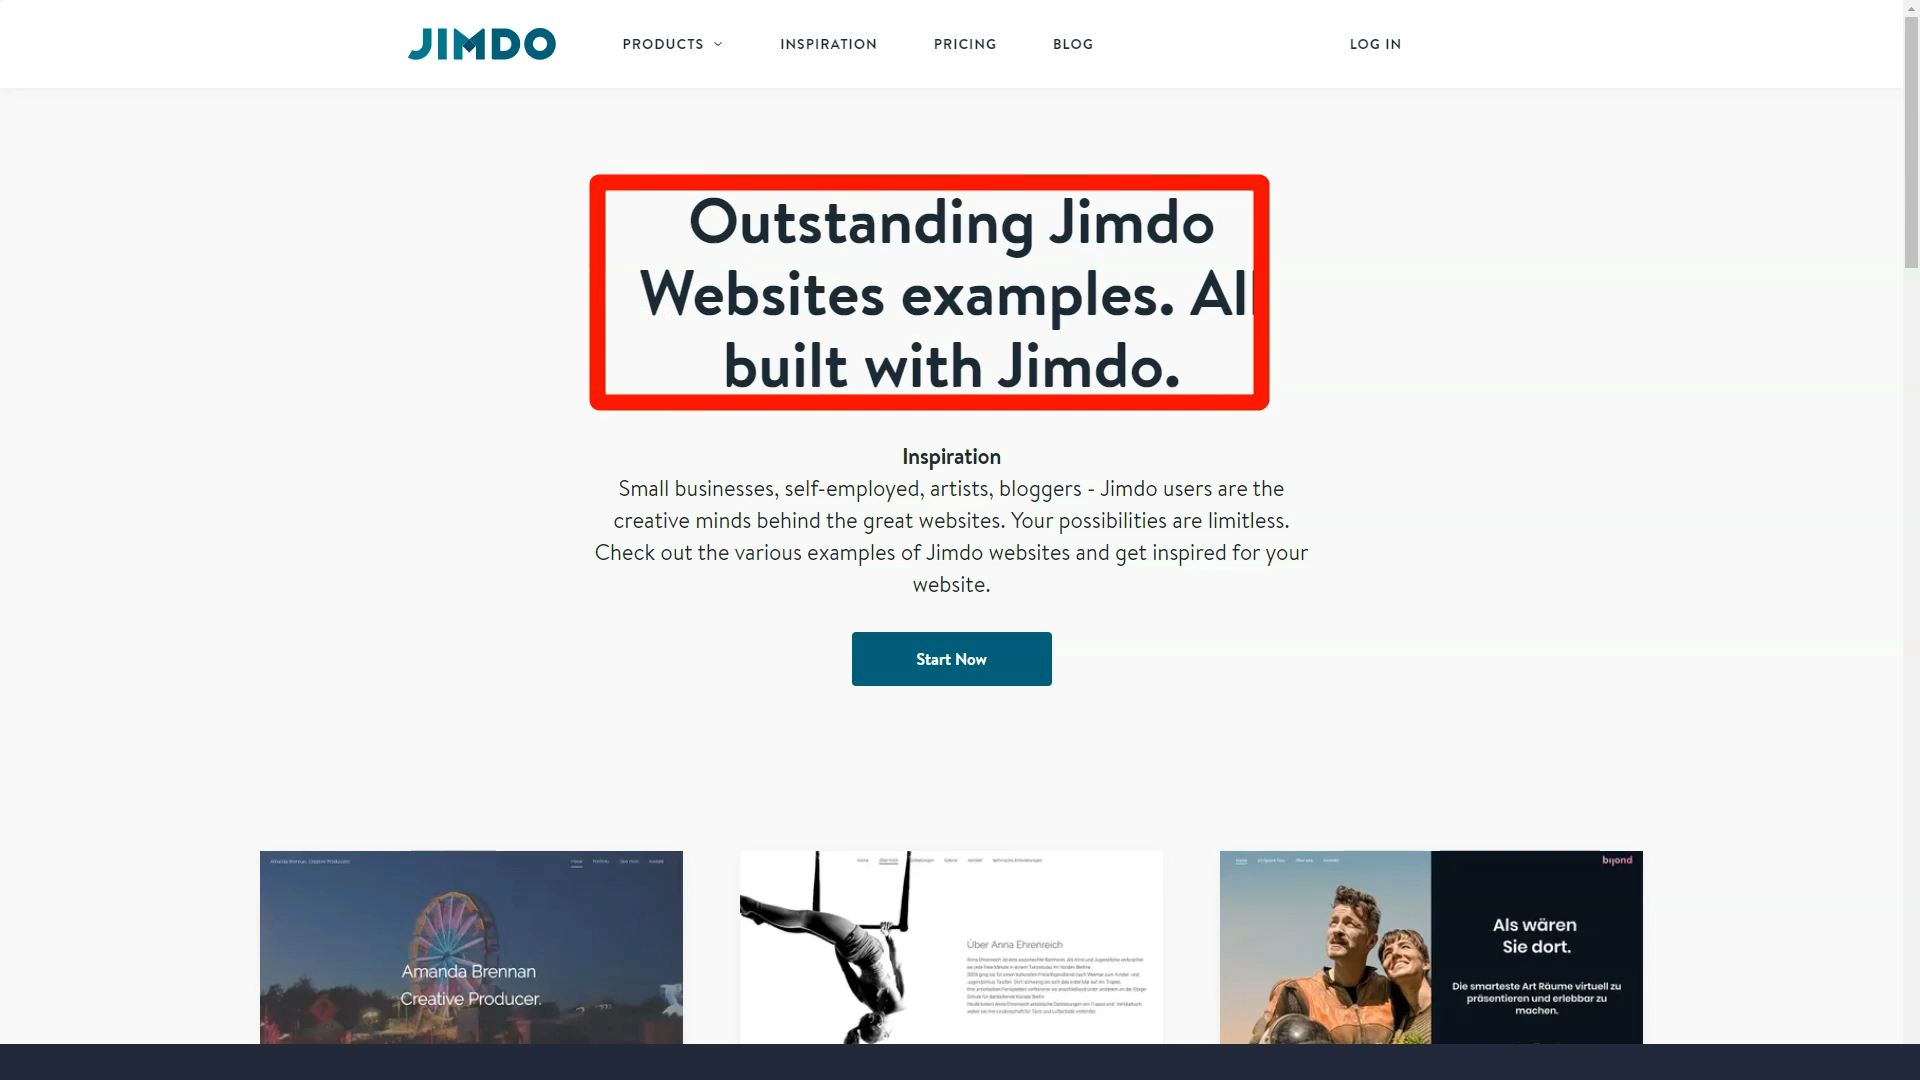 JIMDO
PRODUCTS
INSPIRATION
PRICING
BLOG
LOG IN
Outstanding Jimdo
Websites examples. All
built with Jimdo.
Inspiration
Small businesses, self-employed, artists, bloggers - Jimdo users are the
creative minds behind the great websites. Your possibilities are limitless.
Check out the various examples of Jimdo websites and get inspired for your
website.
Start Now
Amanda Brennan
Creative Producer.
Über Anna Ehrenreich
bijond
Als wären
Sie dort.
Die smarteste Art Räume virtuell zu
präsentieren und erlebbar zu
machen.